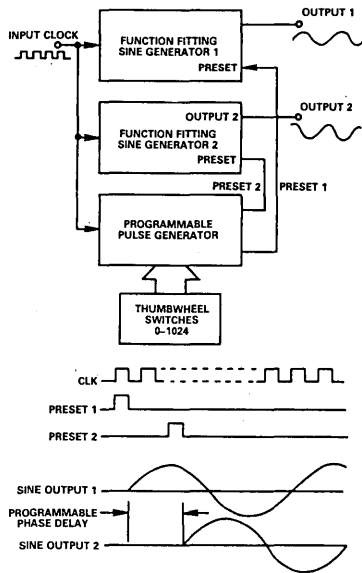 INPUT CLOCK
OUTPUT 1
FUNCTION FITTING
SINE GENERATOR 1
PRESET
OUTPUT 2
OUTPUT 2
FUNCTION FITTING
SINE GENERATOR 2
PRESET
PRESET 2
PRESET 1
PROGRAMMABLE
PULSE GENERATOR
THUMBWHEEL
SWITCHES
0–1024
CLK
PRESET 1
PRESET 2
SINE OUTPUT 1
PROGRAMMABLE
PHASE DELAY
SINE OUTPUT 2